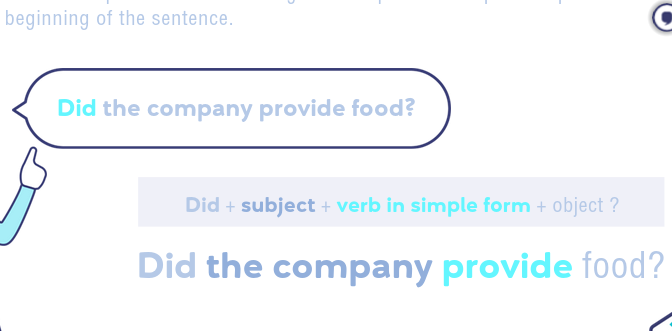 beginning of the sentence.
Did the company provide food?
Did + subject + verb in simple form + object ?
Did the company provide food?